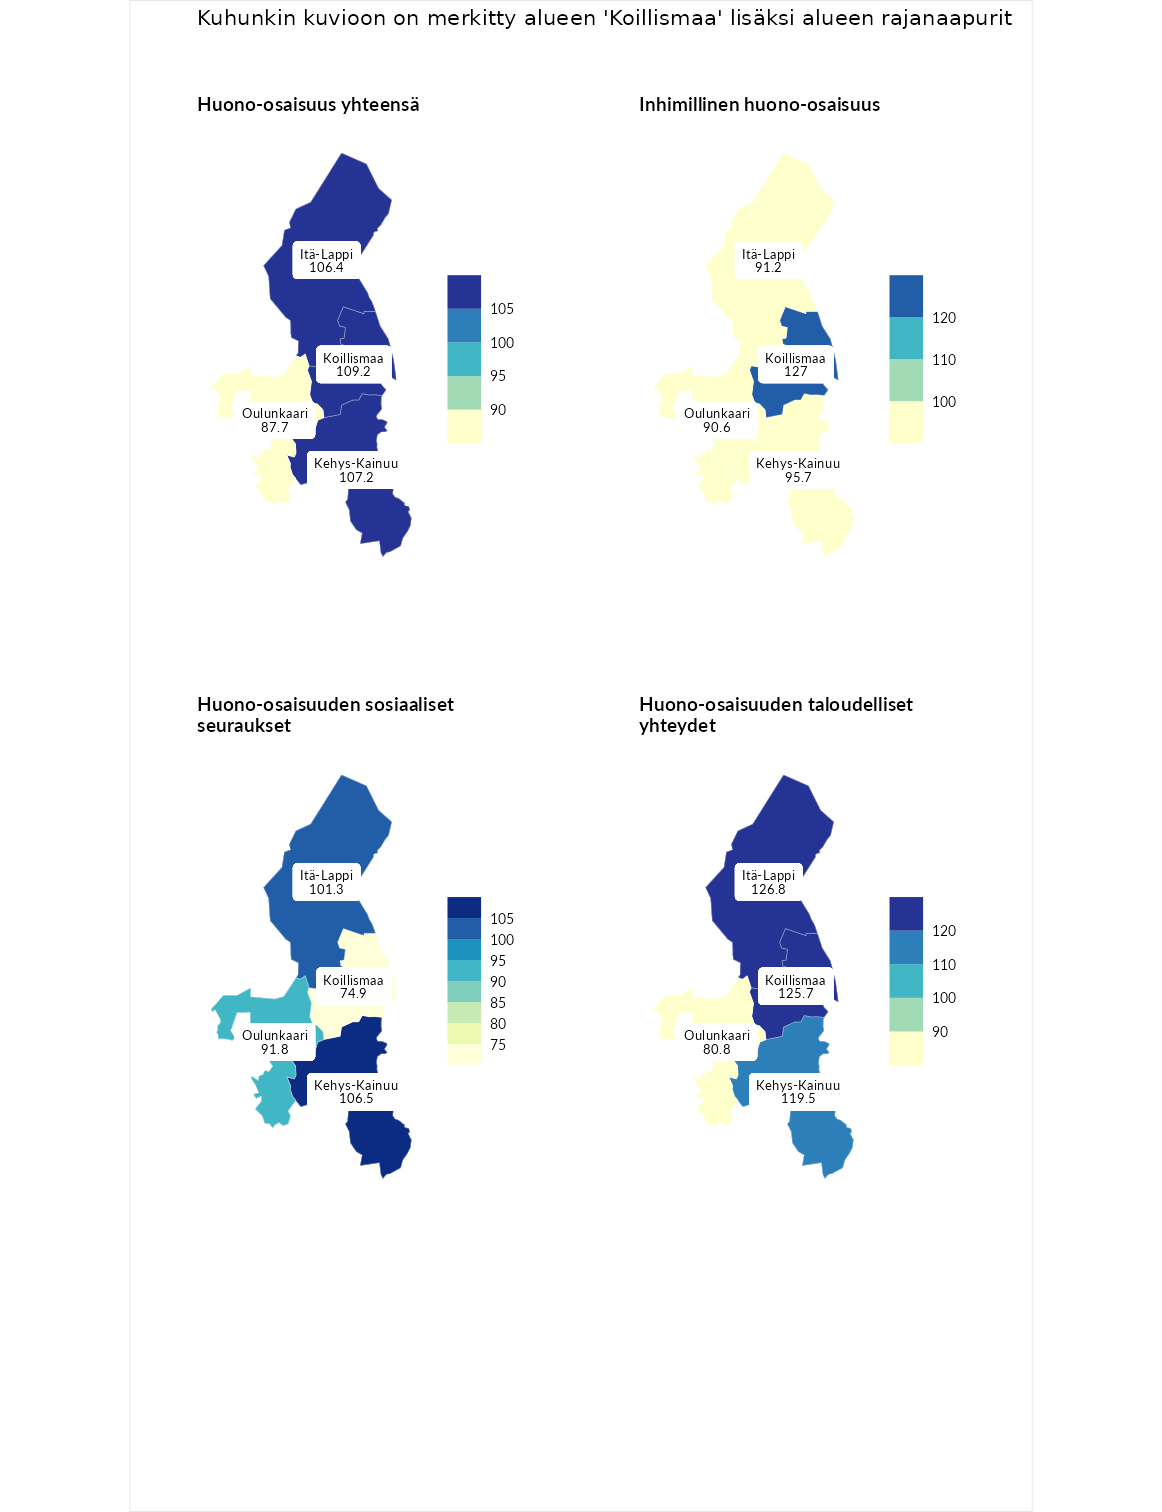 Kuhunkin kuvioon on merkitty alueen 'Koillismaa' lisäksi alueen rajanaapurit
Huono-osaisuus yhteensä
Itä-Lappi
106.4
Koillismaa
109.2
Oulunkaari
87.7
Kehys-Kainuu
107.2
105
100
95
90
Inhimillinen huono-osaisuus
Itä-Lappi
91.2
Koillismaa
127
Oulunkaari
90.6
Kehys-Kainuu
95.7
120
110
100
Huono-osaisuuden sosiaaliset
seuraukset
Itä-Lappi
101.3
Koillismaa
74.9
Oulunkaari
91.8
Kehys-Kainuu
106.5
105
100
95
90
85
80
75
Huono-osaisuuden taloudelliset
yhteydet
Itä-Lappi
126.8
Koillismaa
125.7
Oulunkaari
80.8
Kehys-Kainuu
119.5
120
110
100
90